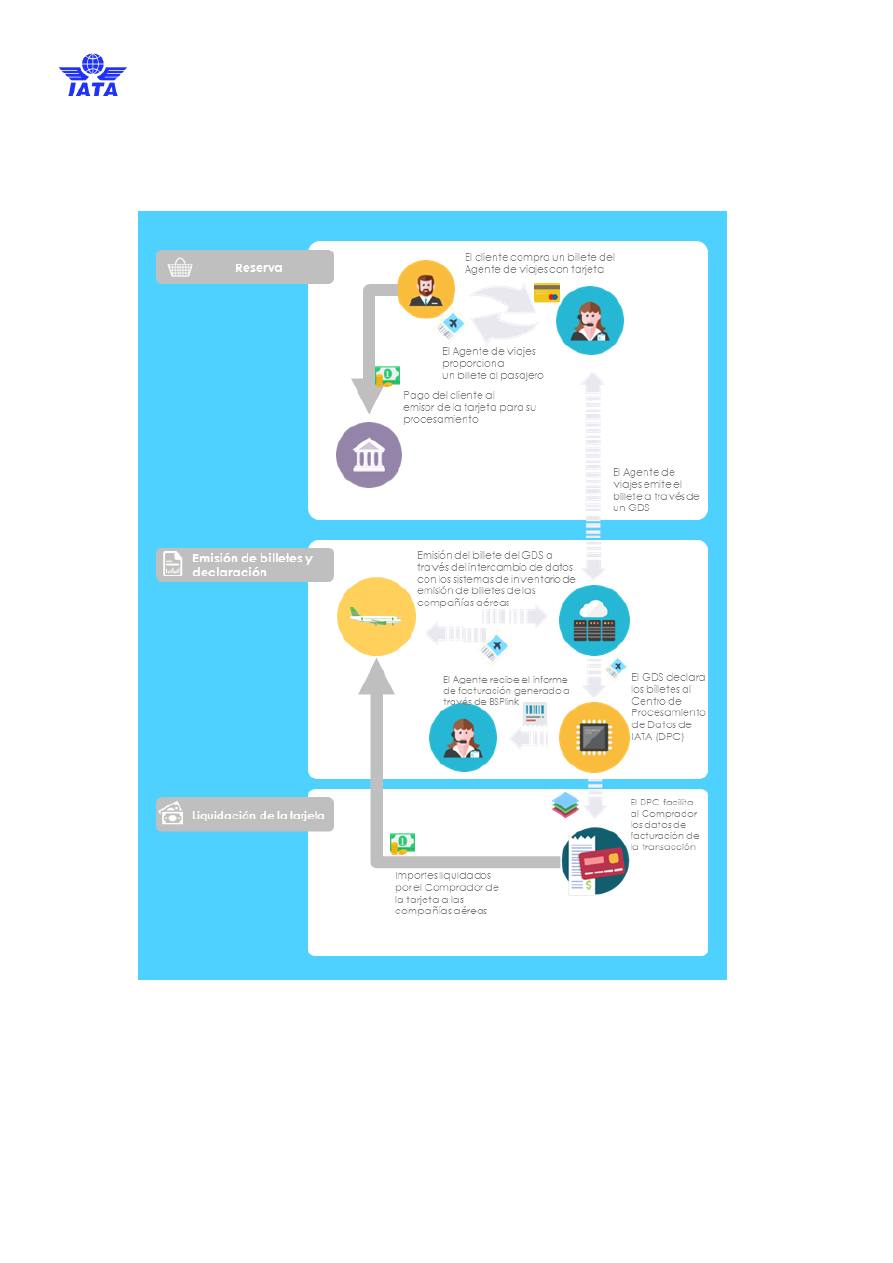 IATA
Reserva
El cliente compra un billete del
Agente de viajes con tarjeta
El Agente de viajes
proporciona
un billete al pasajero
Pago del cliente al
emisor de la tarjeta para su
procesamiento
El Agente de
viajes emite el
billete a través de
un GDS
Emisión de billetes y
declaración
Emisión del billete del GDS a
través del intercambio de datos
con los sistemas de inventario de
emisión de billetes de las
compañías aéreas
El Agente recibe el informe
de facturación generado a
través de BSPlink
El GDS declara
los billetes al
Centro de
Procesamiento
de Datos de
IATA (DPC)
Liquidación de la tarjeta
El DPC facilita
al Comprador
los datos de
facturación de
la transacción
Importes liquidados
por el Comprador de
la tarjeta a las
compañías aéreas